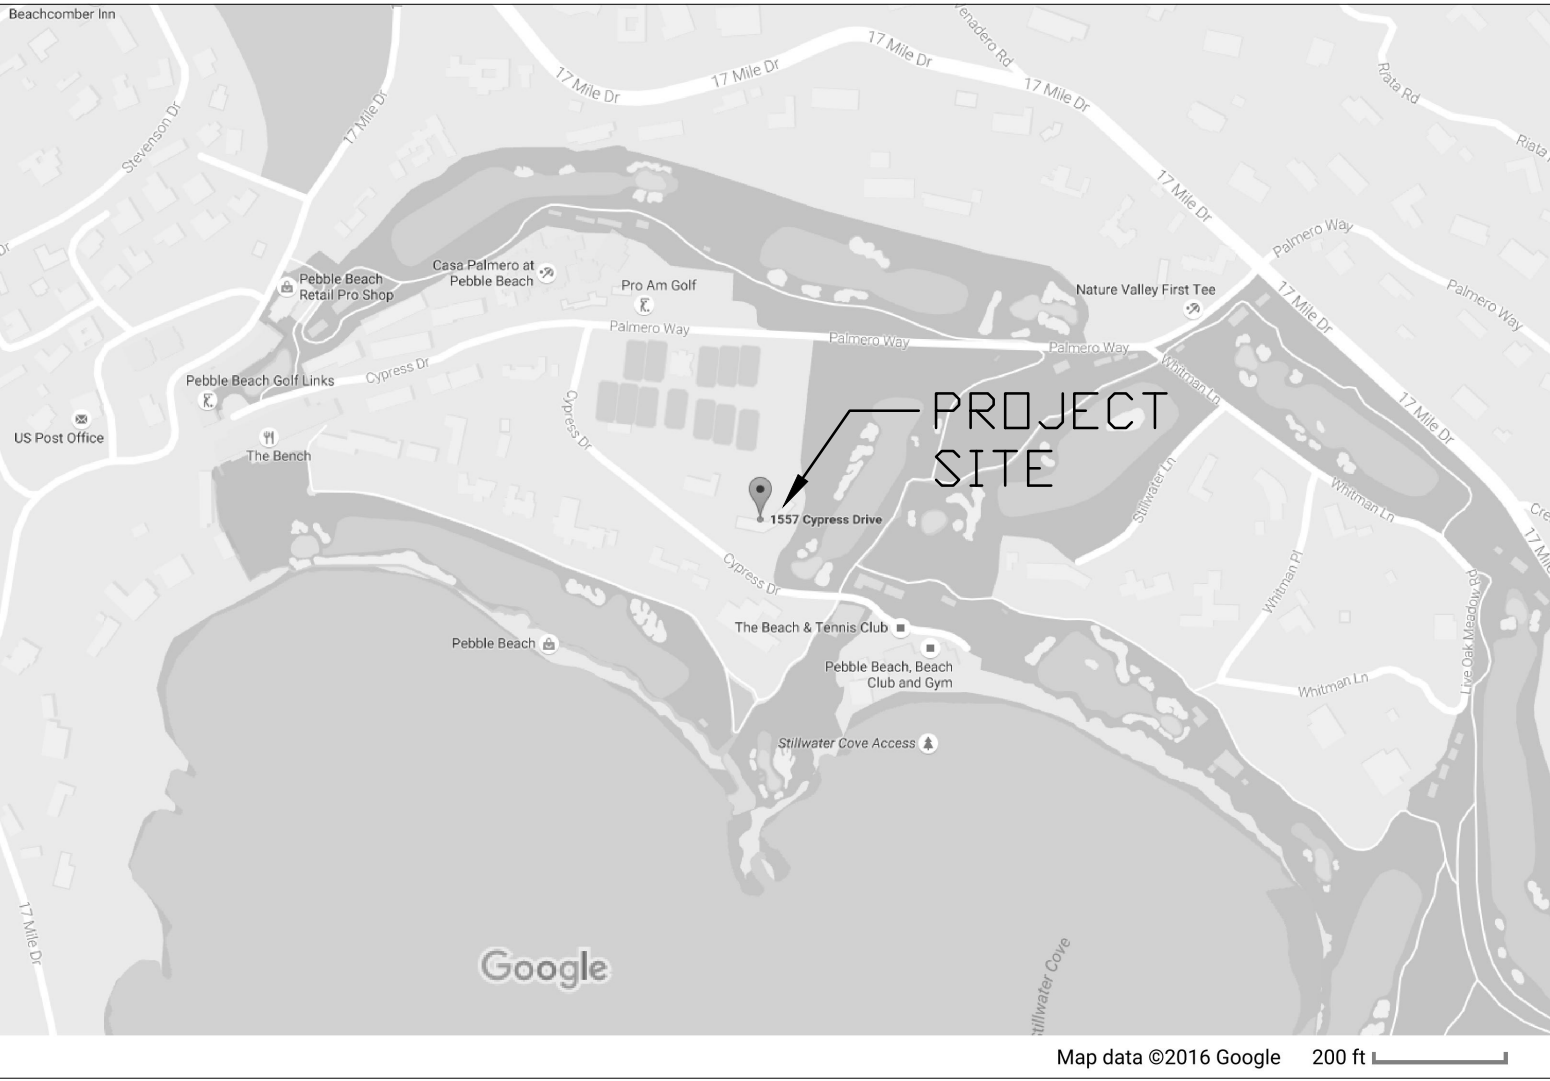 Beachcomber Inn
17 Mile Dr
Venadero Rd
17 Mile Dr
17 Mile Dr
17 Mile Dr
17 Mile Dr
Riata Rd
Stevenson Dr
Riata
17 Mile Dr
Palmero Way
Casa Palmero at
Pebble Beach
Pebble Beach
Retail Pro Shop
Pro Am Golf
Nature Valley First Tee
17 Mile Dr
Palmero Way
Palmero Way
Palmero Way
Palmero Way
Cypress Dr
Whitman Ln
Pebble Beach Golf Links
Cypress Dr
PROJECT
SITE
17 Mile Dr
US Post Office
The Bench
Stillwater Ln
Whitman Ln
1557 Cypress Drive
17 Mile
Cypress Dr
Whitman Pl
Live Oak Meadow Rd
The Beach & Tennis Club
Pebble Beach
Pebble Beach, Beach
Club and Gym
Whitman Ln
Stillwater Cove Access
17 Mile Dr
Google
Stillwater Cove
Map data ©2016 Google
200 ft